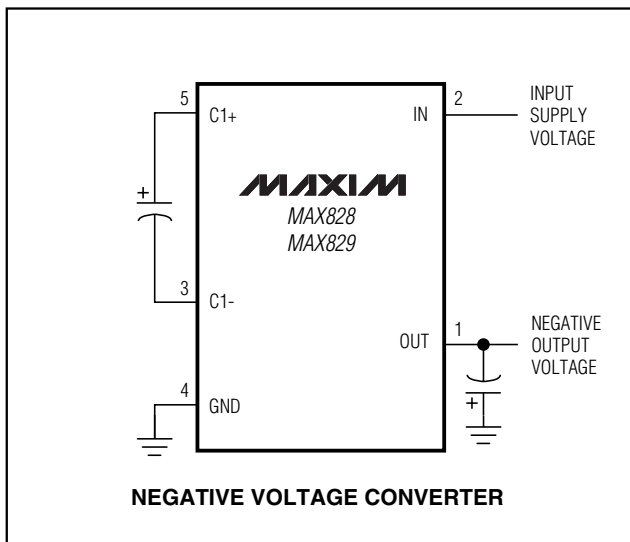 5
C1+
IN
2
INPUT
SUPPLY
VOLTAGE
+
MAXIM
MAX828
MAX829
3
C1-
OUT
1
NEGATIVE
OUTPUT
VOLTAGE
4
GND
+
NEGATIVE VOLTAGE CONVERTER